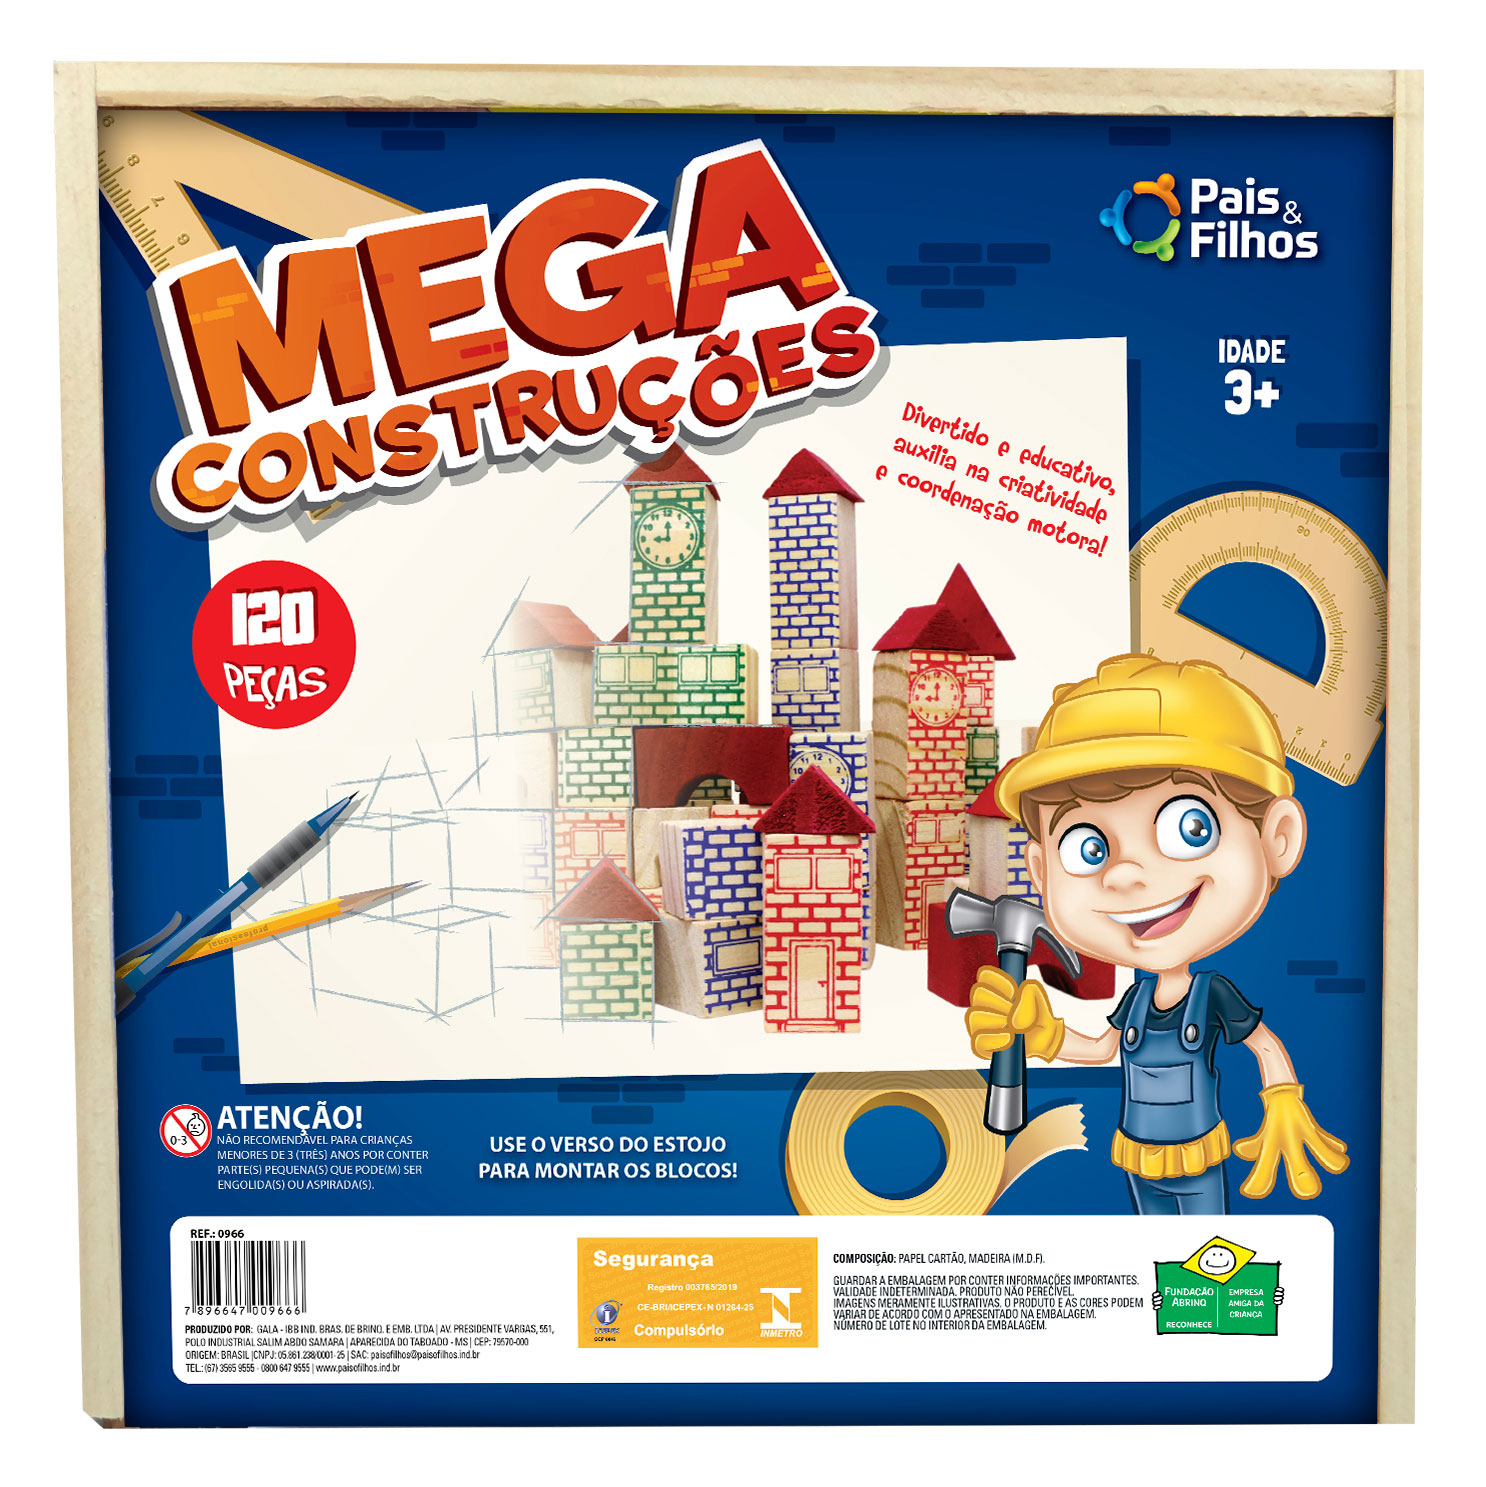 MEGA
CONSTRUÇÕES
Pais &
Filhos
IDADE
3+
Divertido e educativo,
auxilia na criatividade
e coordenação motora!
120
PEÇAS
professional
0-3
ATENÇÃO!
NÃO RECOMENDÁVEL PARA CRIANÇAS
MENORES DE 3 (TRÊS) ANOS POR CONTER
PARTE(S) PEQUENA(S) QUE PODE(M) SER
ENGOLIDA(S) OU ASPIRADA(S).
USE O VERSO DO ESTOJO
PARA MONTAR OS BLOCOS!
REF.: 0966
7 896647 009666
PRODUZIDO POR: GALA - IBB IND. BRAS. DE BRINQ. E EMB. LTDA | AV. PRESIDENTE VARGAS, 551,
POLO INDUSTRIAL SALIM ABDO SAMARA | APARECIDA DO TABOADO - MS | CEP: 79570-000
ORIGEM: BRASIL |CNPJ: 05.861.238/0001-25 | SAC: paisofilhos@paisofilhos.ind.br
TEL.: (67) 3565 9555 - 0800 647 9555 | www.paisofilhos.ind.br
Segurança
Registro 003765/2019
CE-BRI/ICEPEX-N 01264-25
Compulsório
INMETRO
COMPOSIÇÃO: PAPEL CARTÃO, MADEIRA (M.D.F).
GUARDAR A EMBALAGEM POR CONTER INFORMAÇÕES IMPORTANTES.
VALIDADE INDETERMINADA. PRODUTO NÃO PERECÍVEL.
IMAGENS MERAMENTE ILUSTRATIVAS. O PRODUTO E AS CORES PODEM
VARIAR DE ACORDO COM O APRESENTADO NA EMBALAGEM.
NÚMERO DE LOTE NO INTERIOR DA EMBALAGEM.
FUNDAÇÃO
ABRINQ
RECONHECE
EMPRESA
AMIGA DA
CRIANÇA